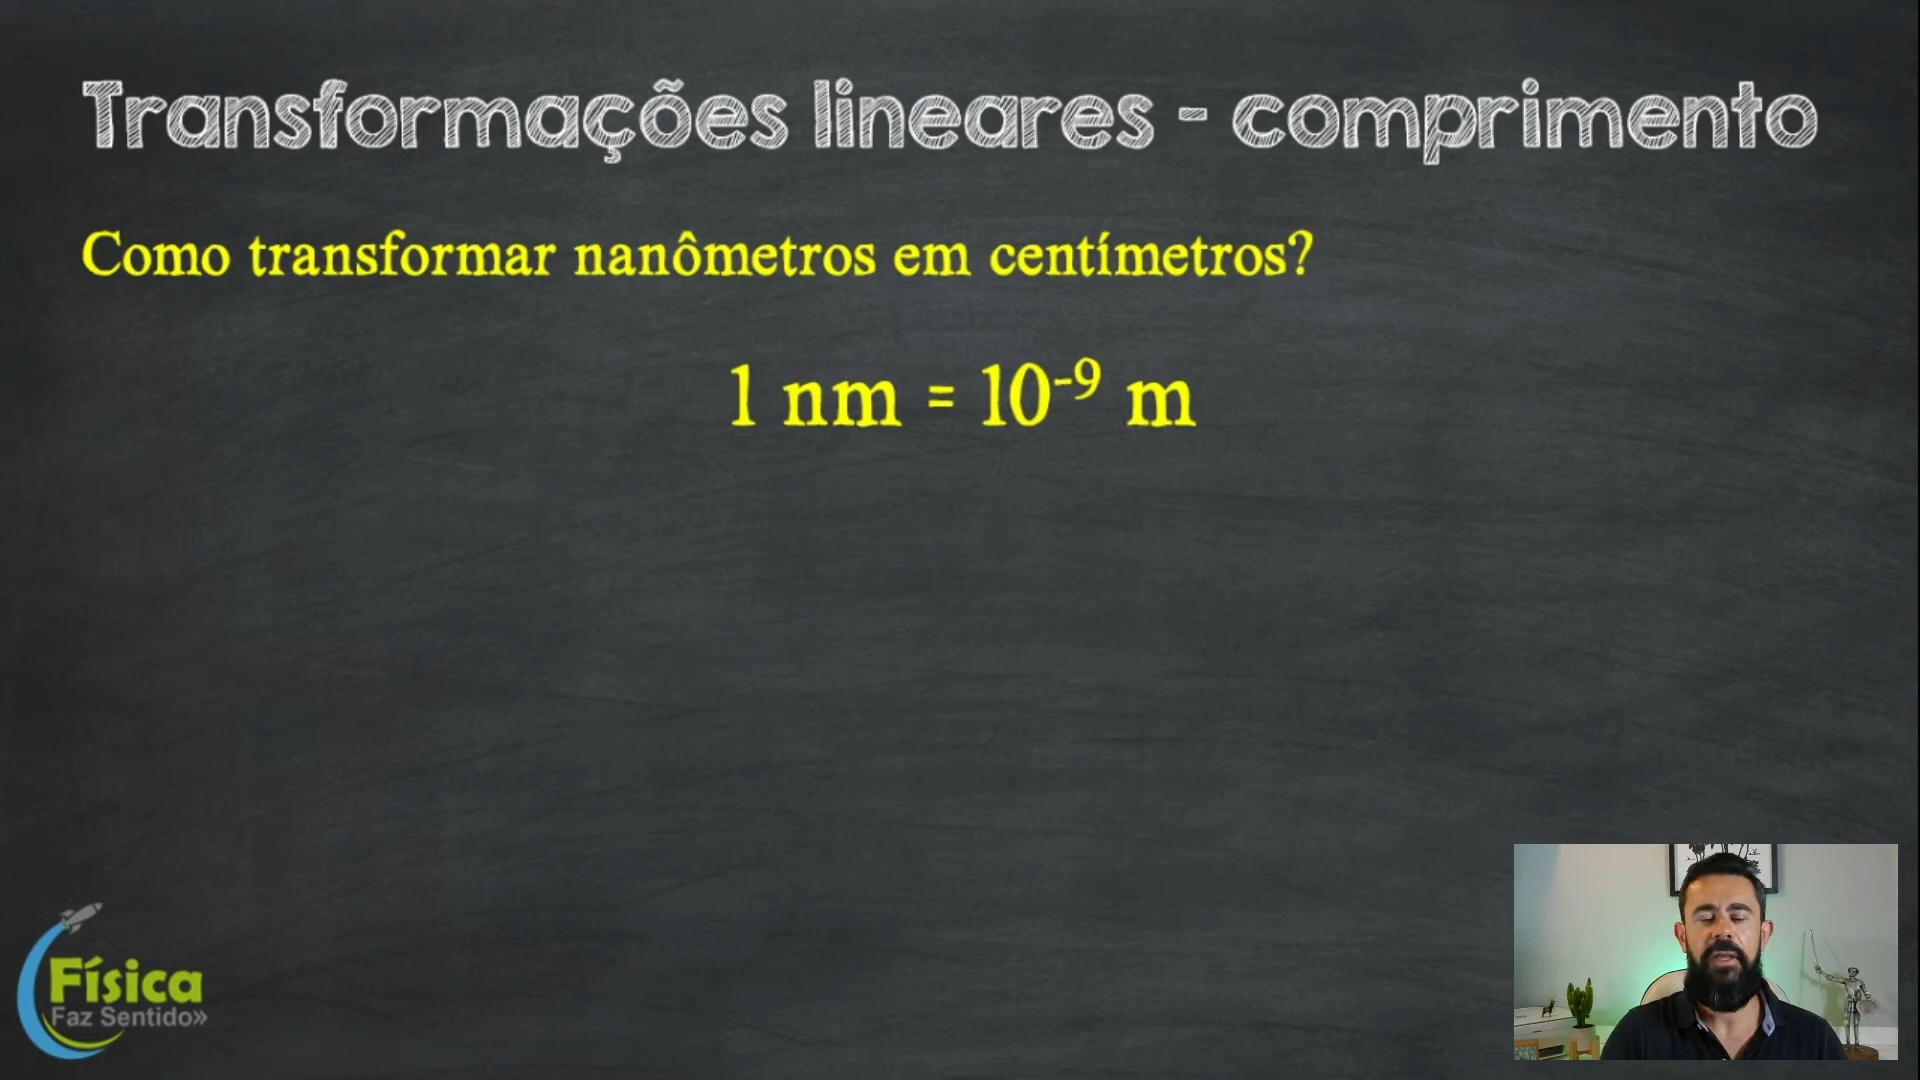 Transformações lineares - comprimento
Como transformar nanômetros em centímetros?
1 nm = 10⁻⁹ m
Física
Faz Sentido»